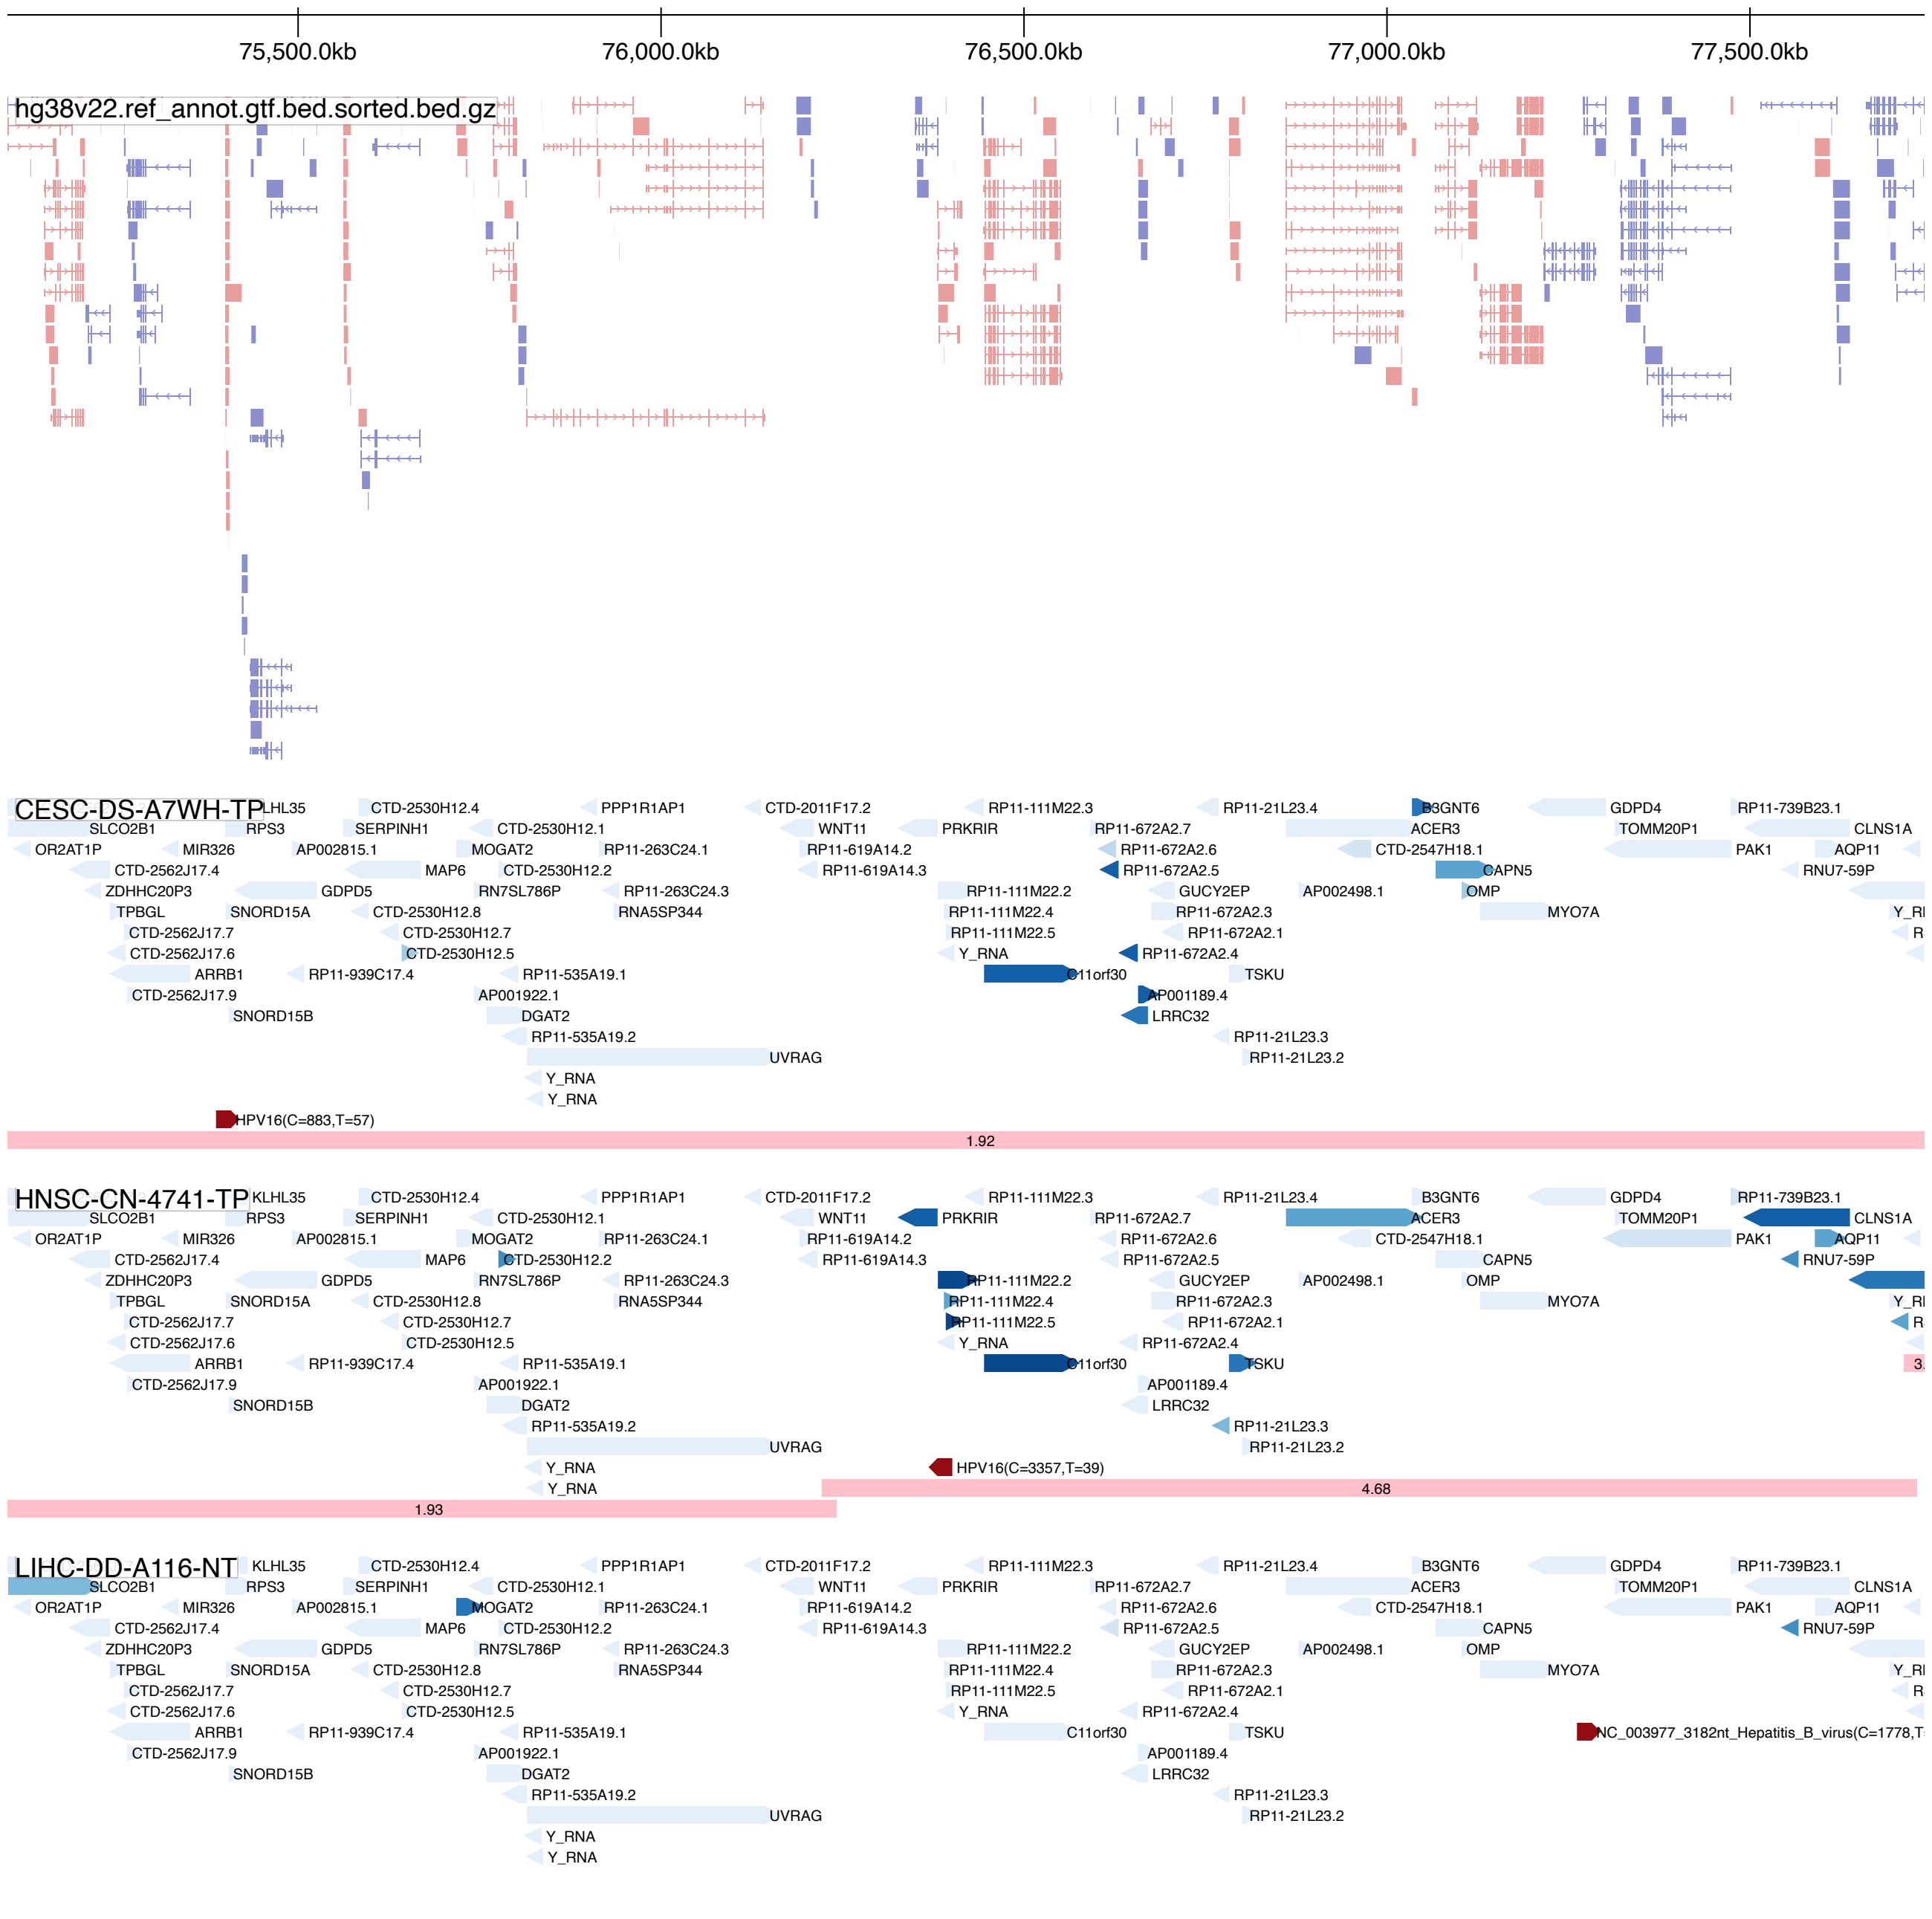 75,500.0kb 76,000.0kb 76,500.0kb 77,000.0kb 77,500.0kb
hg38v22.ref_annot.gtf.bed.sorted.bed.gz
CESC-DS-A7WH-TP LHL35 CTD-2530H12.4 PPP1R1AP1 CTD-2011F17.2 RP11-111M22.3 RP11-21L23.4 B3GNT6 GDPD4 RP11-739B23.1
SLCO2B1 RPS3 SERPINH1 CTD-2530H12.1 WNT11 PRKRIR RP11-672A2.7 ACER3 TOMM20P1 CLNS1A
OR2AT1P MIR326 AP002815.1 MOGAT2 RP11-263C24.1 RP11-619A14.2 RP11-672A2.6 CTD-2547H18.1 PAK1 AQP11
CTD-2562J17.4 MAP6 CTD-2530H12.2 RP11-619A14.3 RP11-672A2.5 CAPN5 RNU7-59P
ZDHHC20P3 GDPD5 RN7SL786P RP11-263C24.3 RP11-111M22.2 GUCY2EP AP002498.1 OMP
TPBGL SNORD15A CTD-2530H12.8 RNA5SP344 RP11-111M22.4 RP11-672A2.3 MYO7A Y_R
CTD-2562J17.7 CTD-2530H12.7 RP11-111M22.5 RP11-672A2.1 R
CTD-2562J17.6 CTD-2530H12.5 Y_RNA RP11-672A2.4
ARRB1 RP11-939C17.4 RP11-535A19.1 C11orf30 TSKU
CTD-2562J17.9 AP001922.1 AP001189.4
SNORD15B DGAT2 LRRC32
RP11-535A19.2 RP11-21L23.3
UVRAG RP11-21L23.2
Y_RNA
Y_RNA
HPV16(C=883,T=57)
1.92
HNSC-CN-4741-TP KLHL35 CTD-2530H12.4 PPP1R1AP1 CTD-2011F17.2 RP11-111M22.3 RP11-21L23.4 B3GNT6 GDPD4 RP11-739B23.1
SLCO2B1 RPS3 SERPINH1 CTD-2530H12.1 WNT11 PRKRIR RP11-672A2.7 ACER3 TOMM20P1 CLNS1A
OR2AT1P MIR326 AP002815.1 MOGAT2 RP11-263C24.1 RP11-619A14.2 RP11-672A2.6 CTD-2547H18.1 PAK1 AQP11
CTD-2562J17.4 MAP6 CTD-2530H12.2 RP11-619A14.3 RP11-672A2.5 CAPN5 RNU7-59P
ZDHHC20P3 GDPD5 RN7SL786P RP11-263C24.3 RP11-111M22.2 GUCY2EP AP002498.1 OMP
TPBGL SNORD15A CTD-2530H12.8 RNA5SP344 RP11-111M22.4 RP11-672A2.3 MYO7A Y_R
CTD-2562J17.7 CTD-2530H12.7 RP11-111M22.5 RP11-672A2.1 R
CTD-2562J17.6 CTD-2530H12.5 Y_RNA RP11-672A2.4
ARRB1 RP11-939C17.4 RP11-535A19.1 C11orf30 TSKU 3.
CTD-2562J17.9 AP001922.1 AP001189.4
SNORD15B DGAT2 LRRC32
RP11-535A19.2 RP11-21L23.3
UVRAG RP11-21L23.2
Y_RNA HPV16(C=3357,T=39)
Y_RNA 4.68
1.93
LIHC-DD-A116-NT KLHL35 CTD-2530H12.4 PPP1R1AP1 CTD-2011F17.2 RP11-111M22.3 RP11-21L23.4 B3GNT6 GDPD4 RP11-739B23.1
SLCO2B1 RPS3 SERPINH1 CTD-2530H12.1 WNT11 PRKRIR RP11-672A2.7 ACER3 TOMM20P1 CLNS1A
OR2AT1P MIR326 AP002815.1 MOGAT2 RP11-263C24.1 RP11-619A14.2 RP11-672A2.6 CTD-2547H18.1 PAK1 AQP11
CTD-2562J17.4 MAP6 CTD-2530H12.2 RP11-619A14.3 RP11-672A2.5 CAPN5 RNU7-59P
ZDHHC20P3 GDPD5 RN7SL786P RP11-263C24.3 RP11-111M22.2 GUCY2EP AP002498.1 OMP
TPBGL SNORD15A CTD-2530H12.8 RNA5SP344 RP11-111M22.4 RP11-672A2.3 MYO7A Y_R
CTD-2562J17.7 CTD-2530H12.7 RP11-111M22.5 RP11-672A2.1 R
CTD-2562J17.6 CTD-2530H12.5 Y_RNA RP11-672A2.4
ARRB1 RP11-939C17.4 RP11-535A19.1 C11orf30 TSKU NC_003977_3182nt_Hepatitis_B_virus(C=1778,T
CTD-2562J17.9 AP001922.1 AP001189.4
SNORD15B DGAT2 LRRC32
RP11-535A19.2 RP11-21L23.3
UVRAG RP11-21L23.2
Y_RNA
Y_RNA